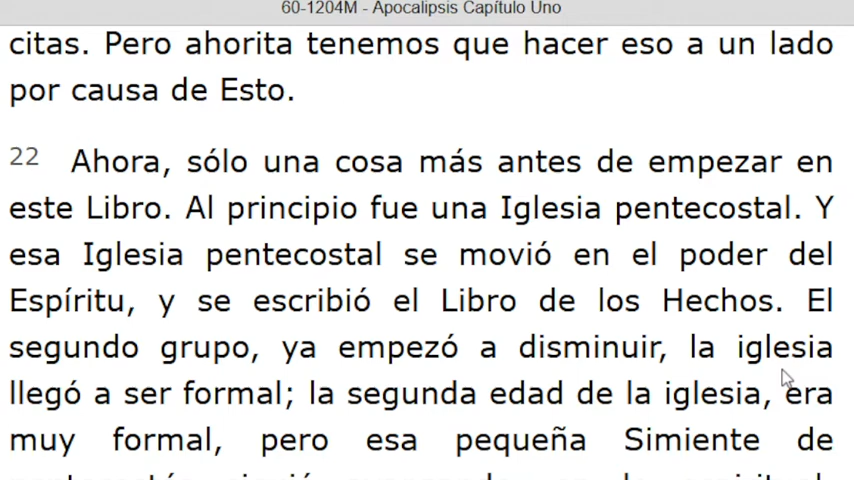 60-1204M - Apocalipsis Capítulo Uno
citas. Pero ahorita tenemos que hacer eso a un lado
por causa de Esto.
22 Ahora, sólo una cosa más antes de empezar en
este Libro. Al principio fue una Iglesia pentecostal. Y
esa Iglesia pentecostal se movió en el poder del
Espíritu, y se escribió el Libro de los Hechos. El
segundo grupo, ya empezó a disminuir, la iglesia
llegó a ser formal; la segunda edad de la iglesia, era
muy formal, pero esa pequeña Simiente de